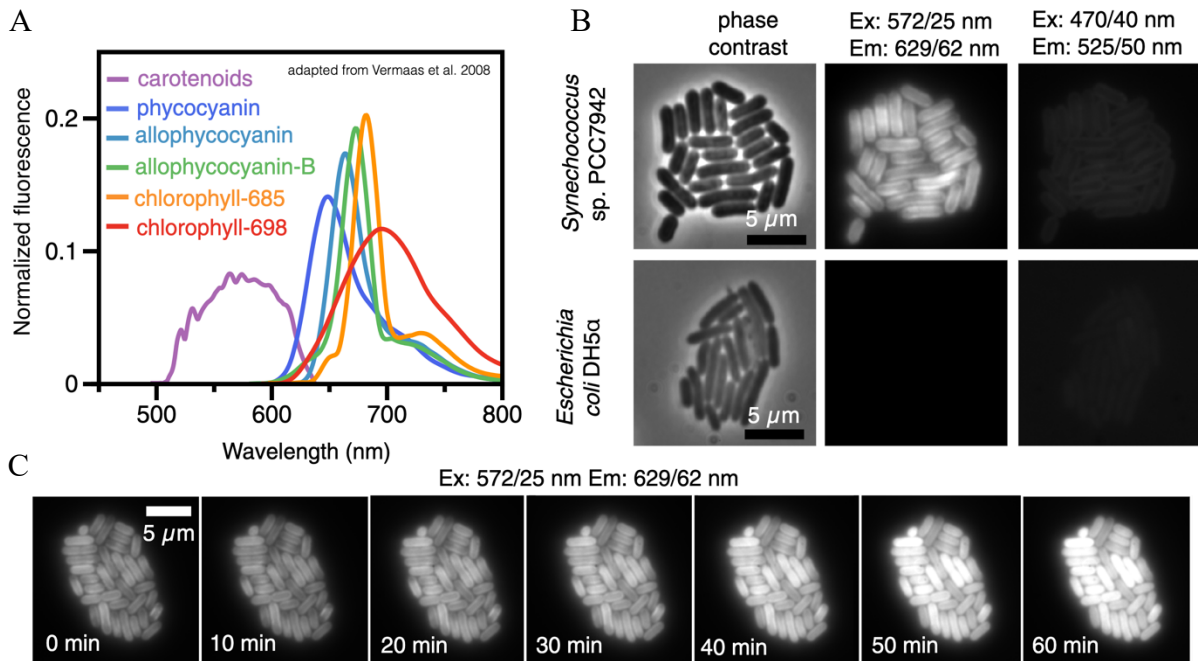 A
adapted from Vermaas et al. 2008
carotenoids
phycocyanin
allophycocyanin
allophycocyanin-B
chlorophyll-685
chlorophyll-698
Normalized fluorescence
0.2
0.1
0
500
600
700
800
Wavelength (nm)
B
phase
contrast
Ex: 572/25 nm
Em: 629/62 nm
Ex: 470/40 nm
Em: 525/50 nm
Synechococcus
sp. PCC7942
5 µm
Escherichia
coli DH5α
5 µm
C
Ex: 572/25 nm Em: 629/62 nm
5 µm
0 min
10 min
20 min
30 min
40 min
50 min
60 min